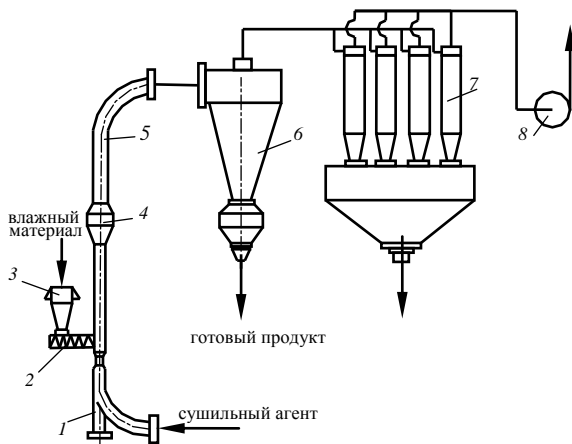 5
6
7
8
влажный
материал
4
3
готовый продукт
2
1
сушильный агент